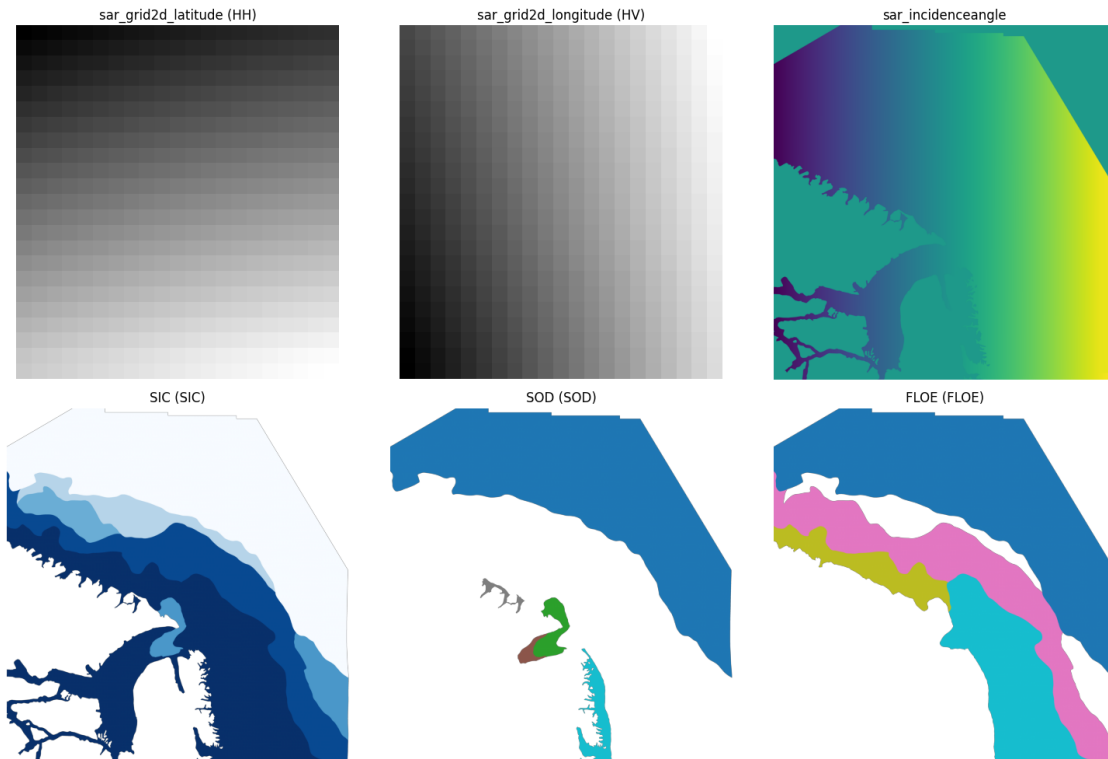 sar_grid2d_latitude (HH)
sar_grid2d_longitude (HV)
sar_incidenceangle
SIC (SIC)
SOD (SOD)
FLOE (FLOE)